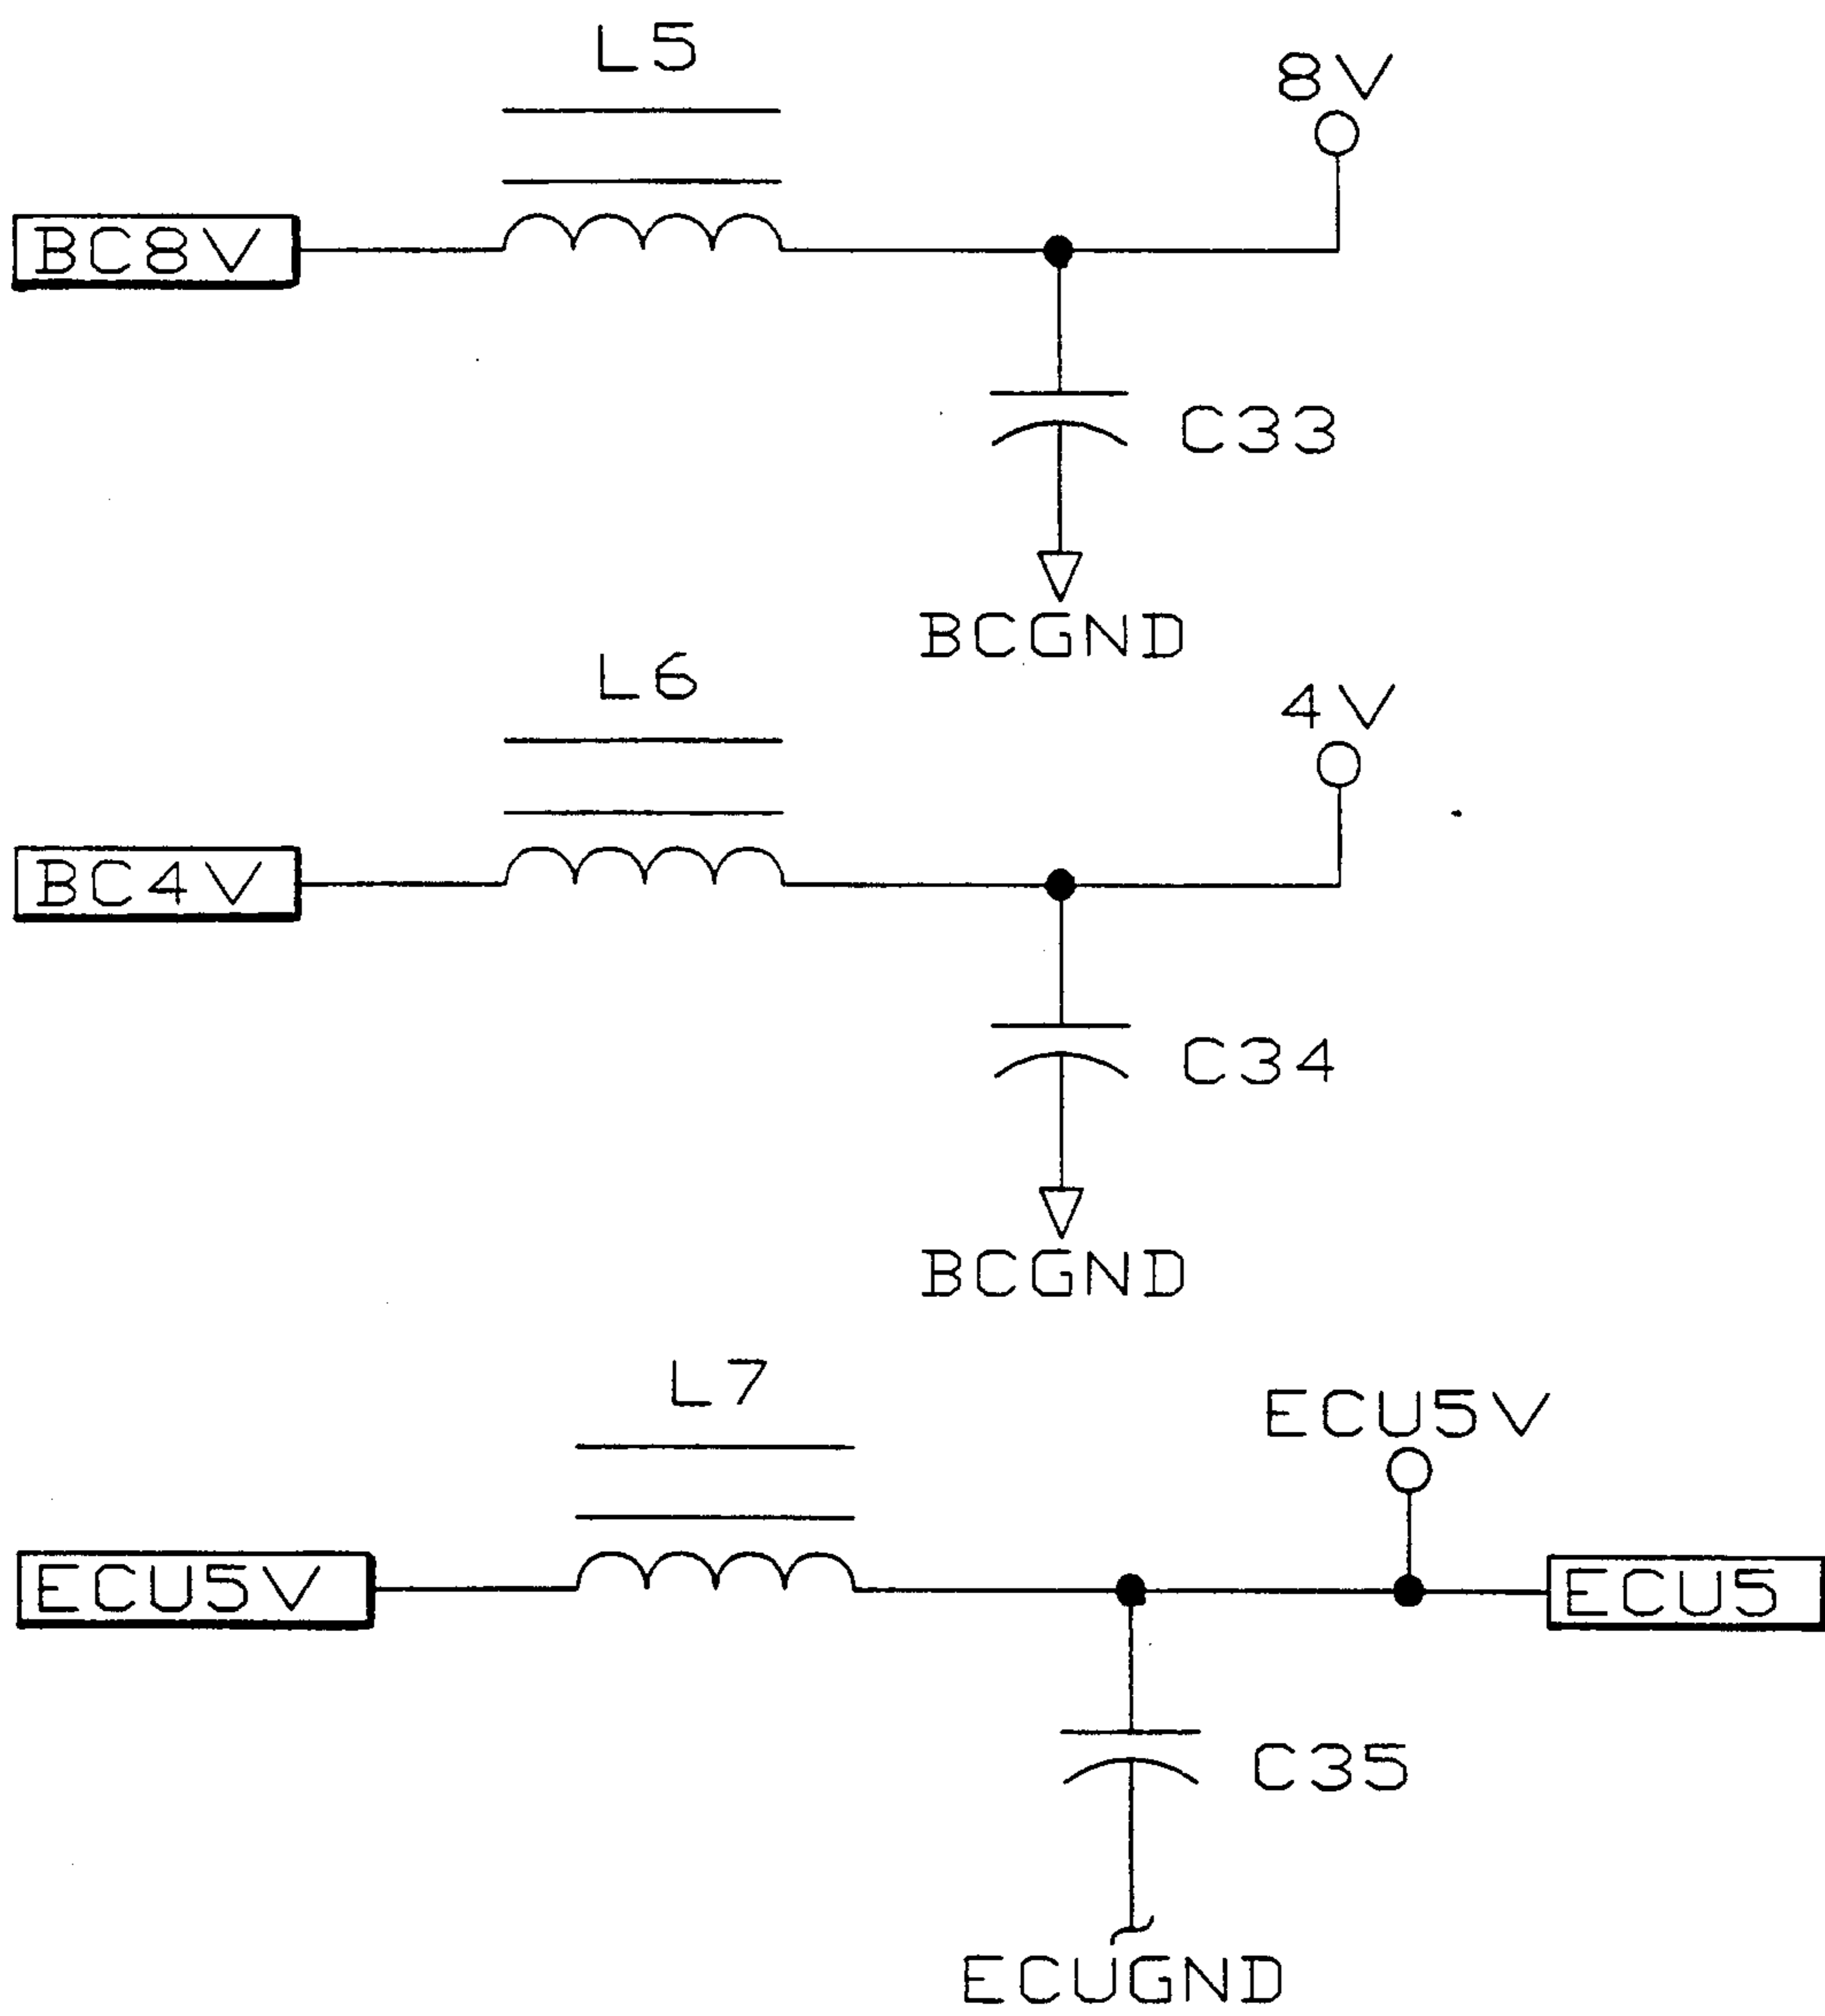 L5
8V
BC8V
C33
BCGND
L6
4V
BC4V
C34
BCGND
L7
ECU5V
ECU5V
ECU5
C35
ECUGND